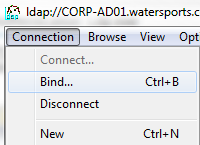 ldap://CORP-AD01.watersports.c
Connection Browse View Opt
Connect...
Bind... Ctrl+B
Disconnect
New Ctrl+N